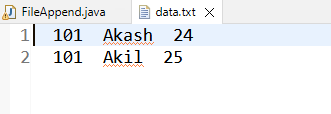 FileAppend.java data.txt
1 101 Akash 24
2 101 Akil 25